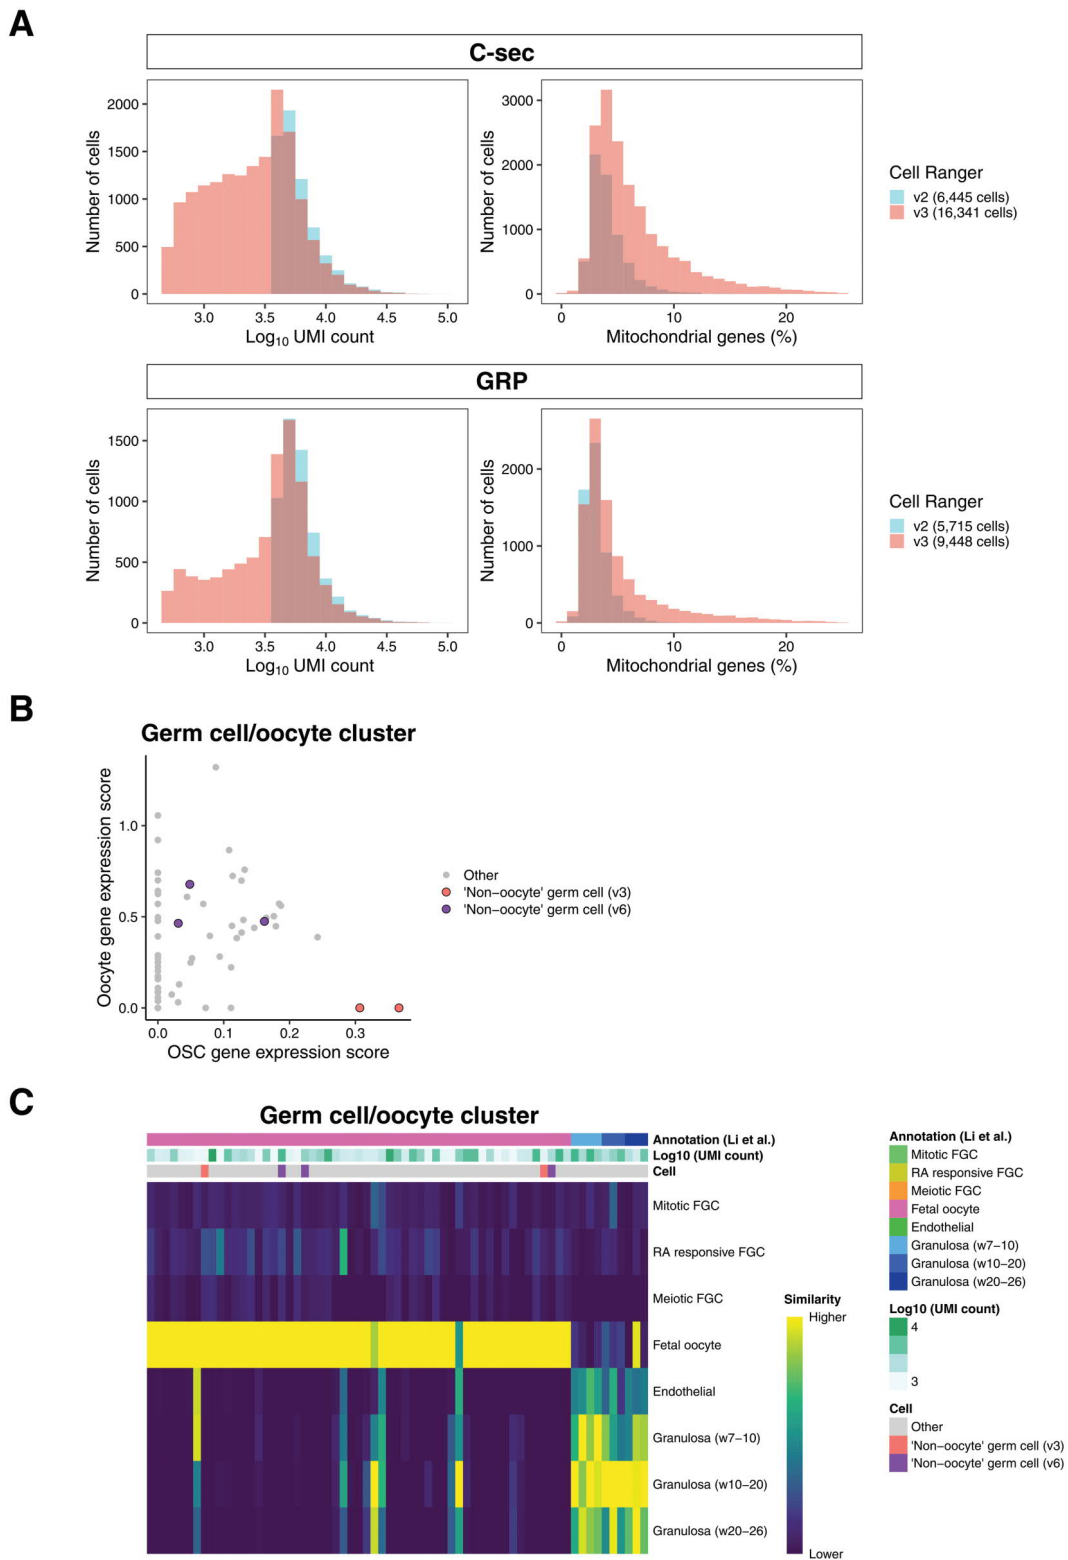 A
C-sec
Number of cells
2000
1500
1000
500
0
3.0 3.5 4.0 4.5 5.0
Log10 UMI count
Number of cells
3000
2000
1000
0
0 10 20
Mitochondrial genes (%)
Cell Ranger
v2 (6,445 cells)
v3 (16,341 cells)
GRP
Number of cells
1500
1000
500
0
3.0 3.5 4.0 4.5 5.0
Log10 UMI count
Number of cells
2000
1000
0
0 10 20
Mitochondrial genes (%)
Cell Ranger
v2 (5,715 cells)
v3 (9,448 cells)
B
Germ cell/oocyte cluster
Oocyte gene expression score
1.0
0.5
0.0
0.0 0.1 0.2 0.3
OSC gene expression score
Other
'Non−oocyte' germ cell (v3)
'Non−oocyte' germ cell (v6)
C
Germ cell/oocyte cluster
Annotation (Li et al.)
Log10 (UMI count)
Cell
Mitotic FGC
RA responsive FGC
Meiotic FGC
Fetal oocyte
Endothelial
Granulosa (w7−10)
Granulosa (w10−20)
Granulosa (w20−26)
Similarity
Higher
Lower
Annotation (Li et al.)
Mitotic FGC
RA responsive FGC
Meiotic FGC
Fetal oocyte
Endothelial
Granulosa (w7−10)
Granulosa (w10−20)
Granulosa (w20−26)
Log10 (UMI count)
4
3
Cell
Other
'Non−oocyte' germ cell (v3)
'Non−oocyte' germ cell (v6)